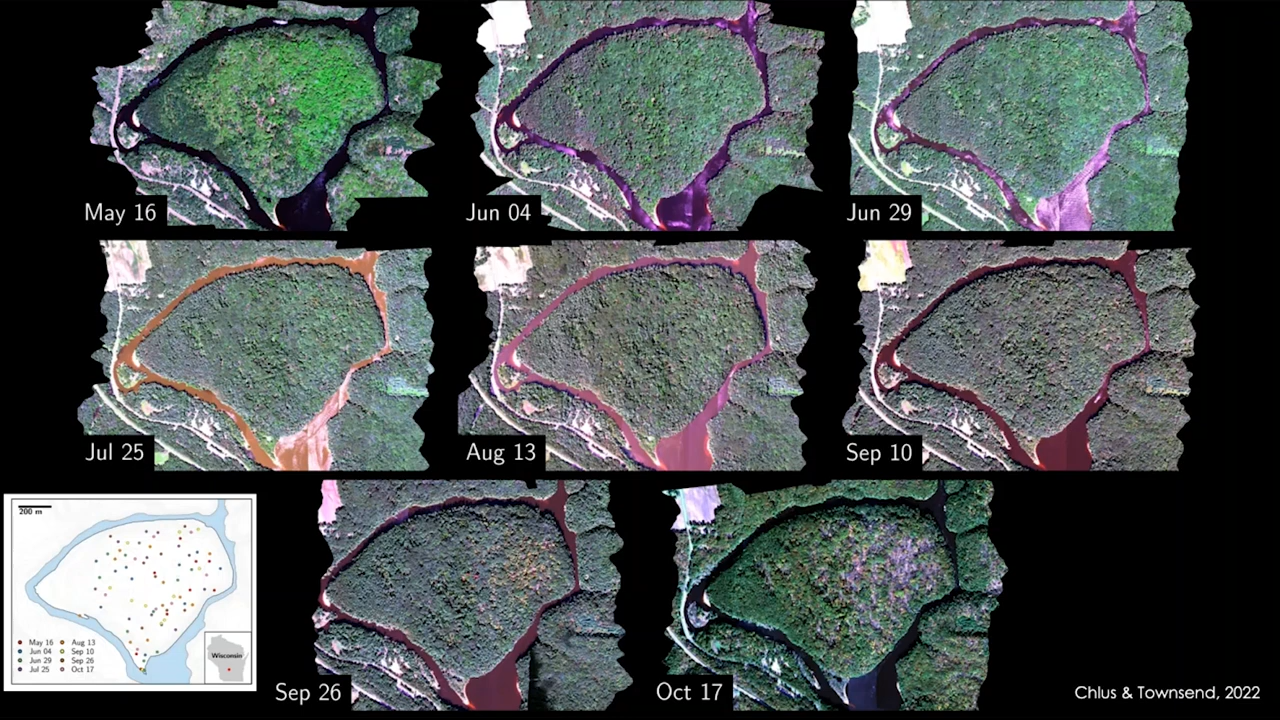 May 16
Jun 04
Jun 29
Jul 25
Aug 13
Sep 10
200 m
May 16
Aug 13
Jun 04
Sep 10
Jun 29
Sep 26
Jul 25
Oct 17
Wisconsin
Sep 26
Oct 17
Chlus & Townsend, 2022